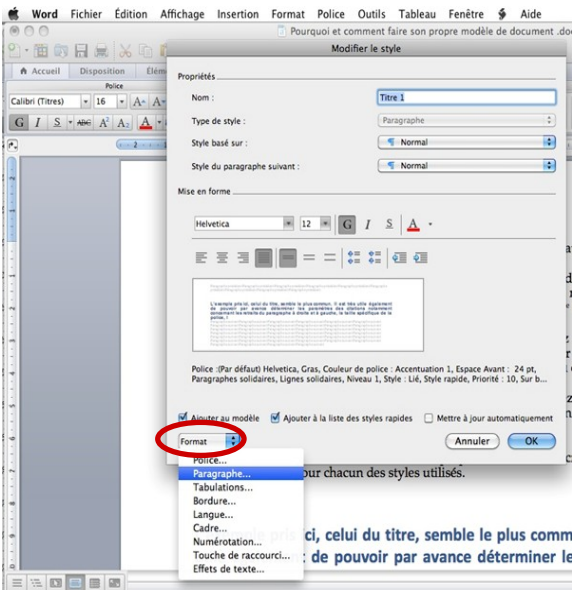 Word Fichier Édition Affichage Insertion Format Police Outils Tableau Fenêtre Aide
Pourquoi et comment faire son propre modèle de document .do
Modifier le style
Accueil Disposition Élém
Police
Calibri (Titres) 16 A A
G I S ABC A² A₂ A
2
Propriétés
Nom : Titre 1
Type de style : Paragraphe
Style basé sur : ¶ Normal
Style du paragraphe suivant : ¶ Normal
Mise en forme
Helvetica 12 G I S A
L'exemple pris ici, celui du titre, semble le plus commun. Il est très utile également
de pouvoir par avance déterminer les paramètres des citations notamment
concernant les retraits du paragraphe à droite et à gauche, la taille spécifique de la
police, (
Police :(Par défaut) Helvetica, Gras, Couleur de police : Accentuation 1, Espace Avant : 24 pt,
Paragraphes solidaires, Lignes solidaires, Niveau 1, Style : Lié, Style rapide, Priorité : 10, Sur b...
Ajouter au modèle Ajouter à la liste des styles rapides Mettre à jour automatiquement
Format Annuler OK
Police...
Paragraphe...
Tabulations...
Bordure...
Langue...
Cadre...
Numérotation...
Touche de raccourci...
Effets de texte...
our chacun des styles utilisés.
pris ici, celui du titre, semble le plus comm
de pouvoir par avance déterminer le